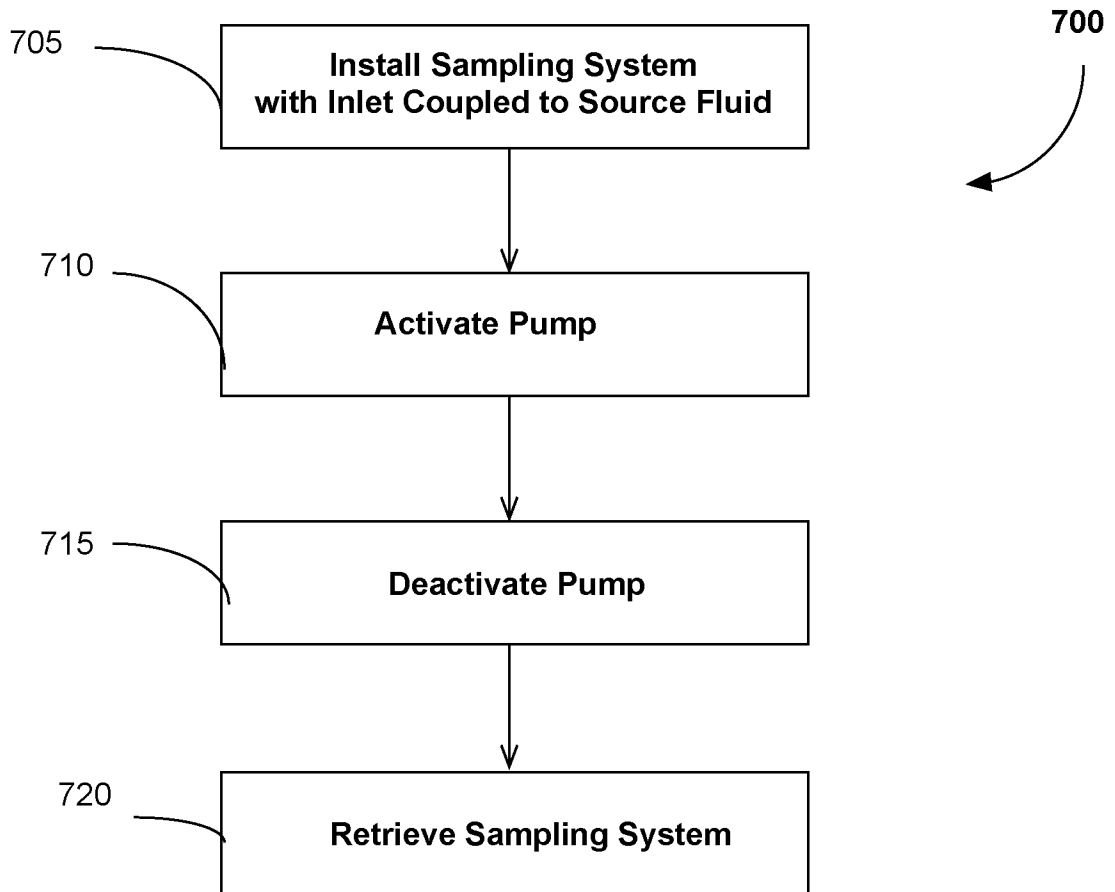 700
705
Install Sampling System
with Inlet Coupled to Source Fluid
710
Activate Pump
715
Deactivate Pump
720
Retrieve Sampling System